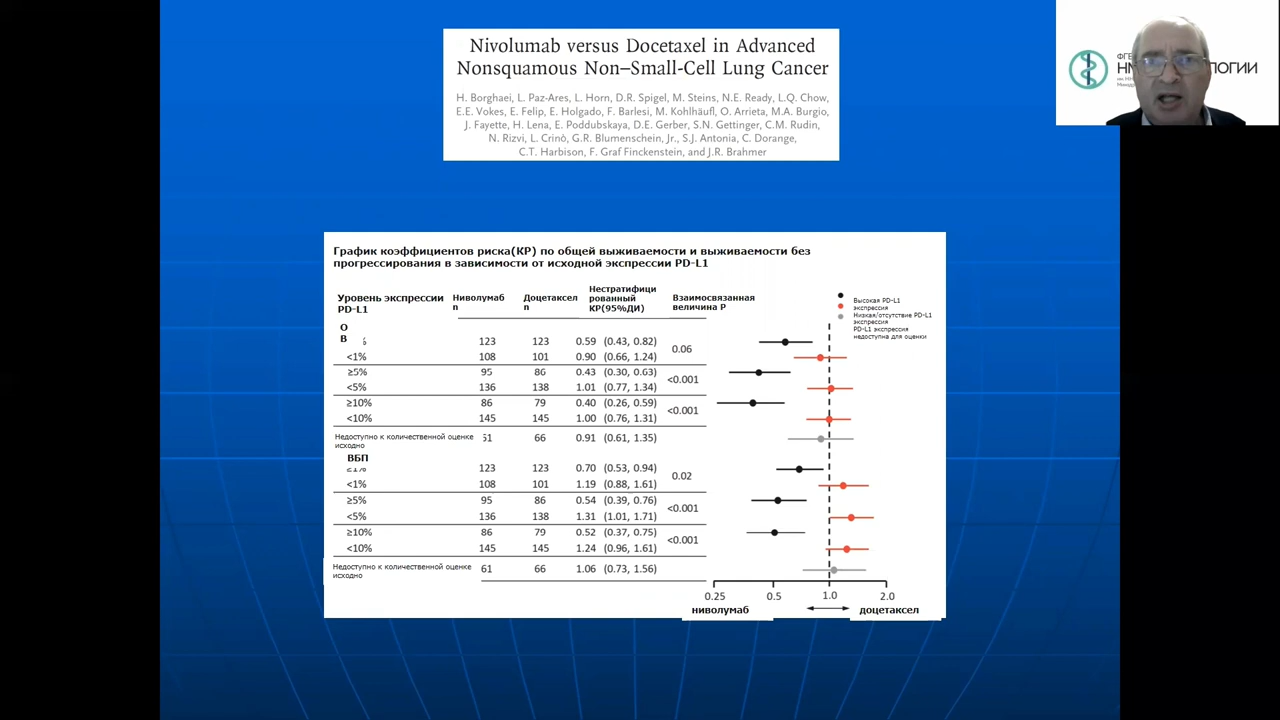 Nivolumab versus Docetaxel in Advanced
Nonsquamous Non–Small-Cell Lung Cancer
H. Borghaei, L. Paz-Ares, L. Horn, D.R. Spigel, M. Steins, N.E. Ready, L.Q. Chow,
E.E. Vokes, E. Felip, E. Holgado, F. Barlesi, M. Kohlhäufl, O. Arrieta, M.A. Burgio,
J. Fayette, H. Lena, E. Poddubskaya, D.E. Gerber, S.N. Gettinger, C.M. Rudin,
N. Rizvi, L. Crinò, G.R. Blumenschein, Jr., S.J. Antonia, C. Dorange,
C.T. Harbison, F. Graf Finckenstein, and J.R. Brahmer
График коэффициентов риска(КР) по общей выживаемости и выживаемости без
прогрессирования в зависимости от исходной экспрессии PD-L1
Уровень экспрессии PD-L1 Ниволумаб n Доцетаксел n Нестратифици рованный КР(95%ДИ) Взаимосвязанная величина P
О
В
% 123 123 0.59 (0.43, 0.82) 0.06
<1% 108 101 0.90 (0.66, 1.24)
≥5% 95 86 0.43 (0.30, 0.63) <0.001
<5% 136 138 1.01 (0.77, 1.34)
≥10% 86 79 0.40 (0.26, 0.59) <0.001
<10% 145 145 1.00 (0.76, 1.31)
Недоступно к количественной оценке исходно 61 66 0.91 (0.61, 1.35)
ВБП
≥1% 123 123 0.70 (0.53, 0.94) 0.02
<1% 108 101 1.19 (0.88, 1.61)
≥5% 95 86 0.54 (0.39, 0.76) <0.001
<5% 136 138 1.31 (1.01, 1.71)
≥10% 86 79 0.52 (0.37, 0.75) <0.001
<10% 145 145 1.24 (0.96, 1.61)
Недоступно к количественной оценке исходно 61 66 1.06 (0.73, 1.56)
Высокая PD-L1
экспрессия
Низкая/отсутствие PD-L1
экспрессия
PD-L1 экспрессия
недоступна для оценки
0.25 0.5 1.0 2.0
ниволумаб доцетаксел